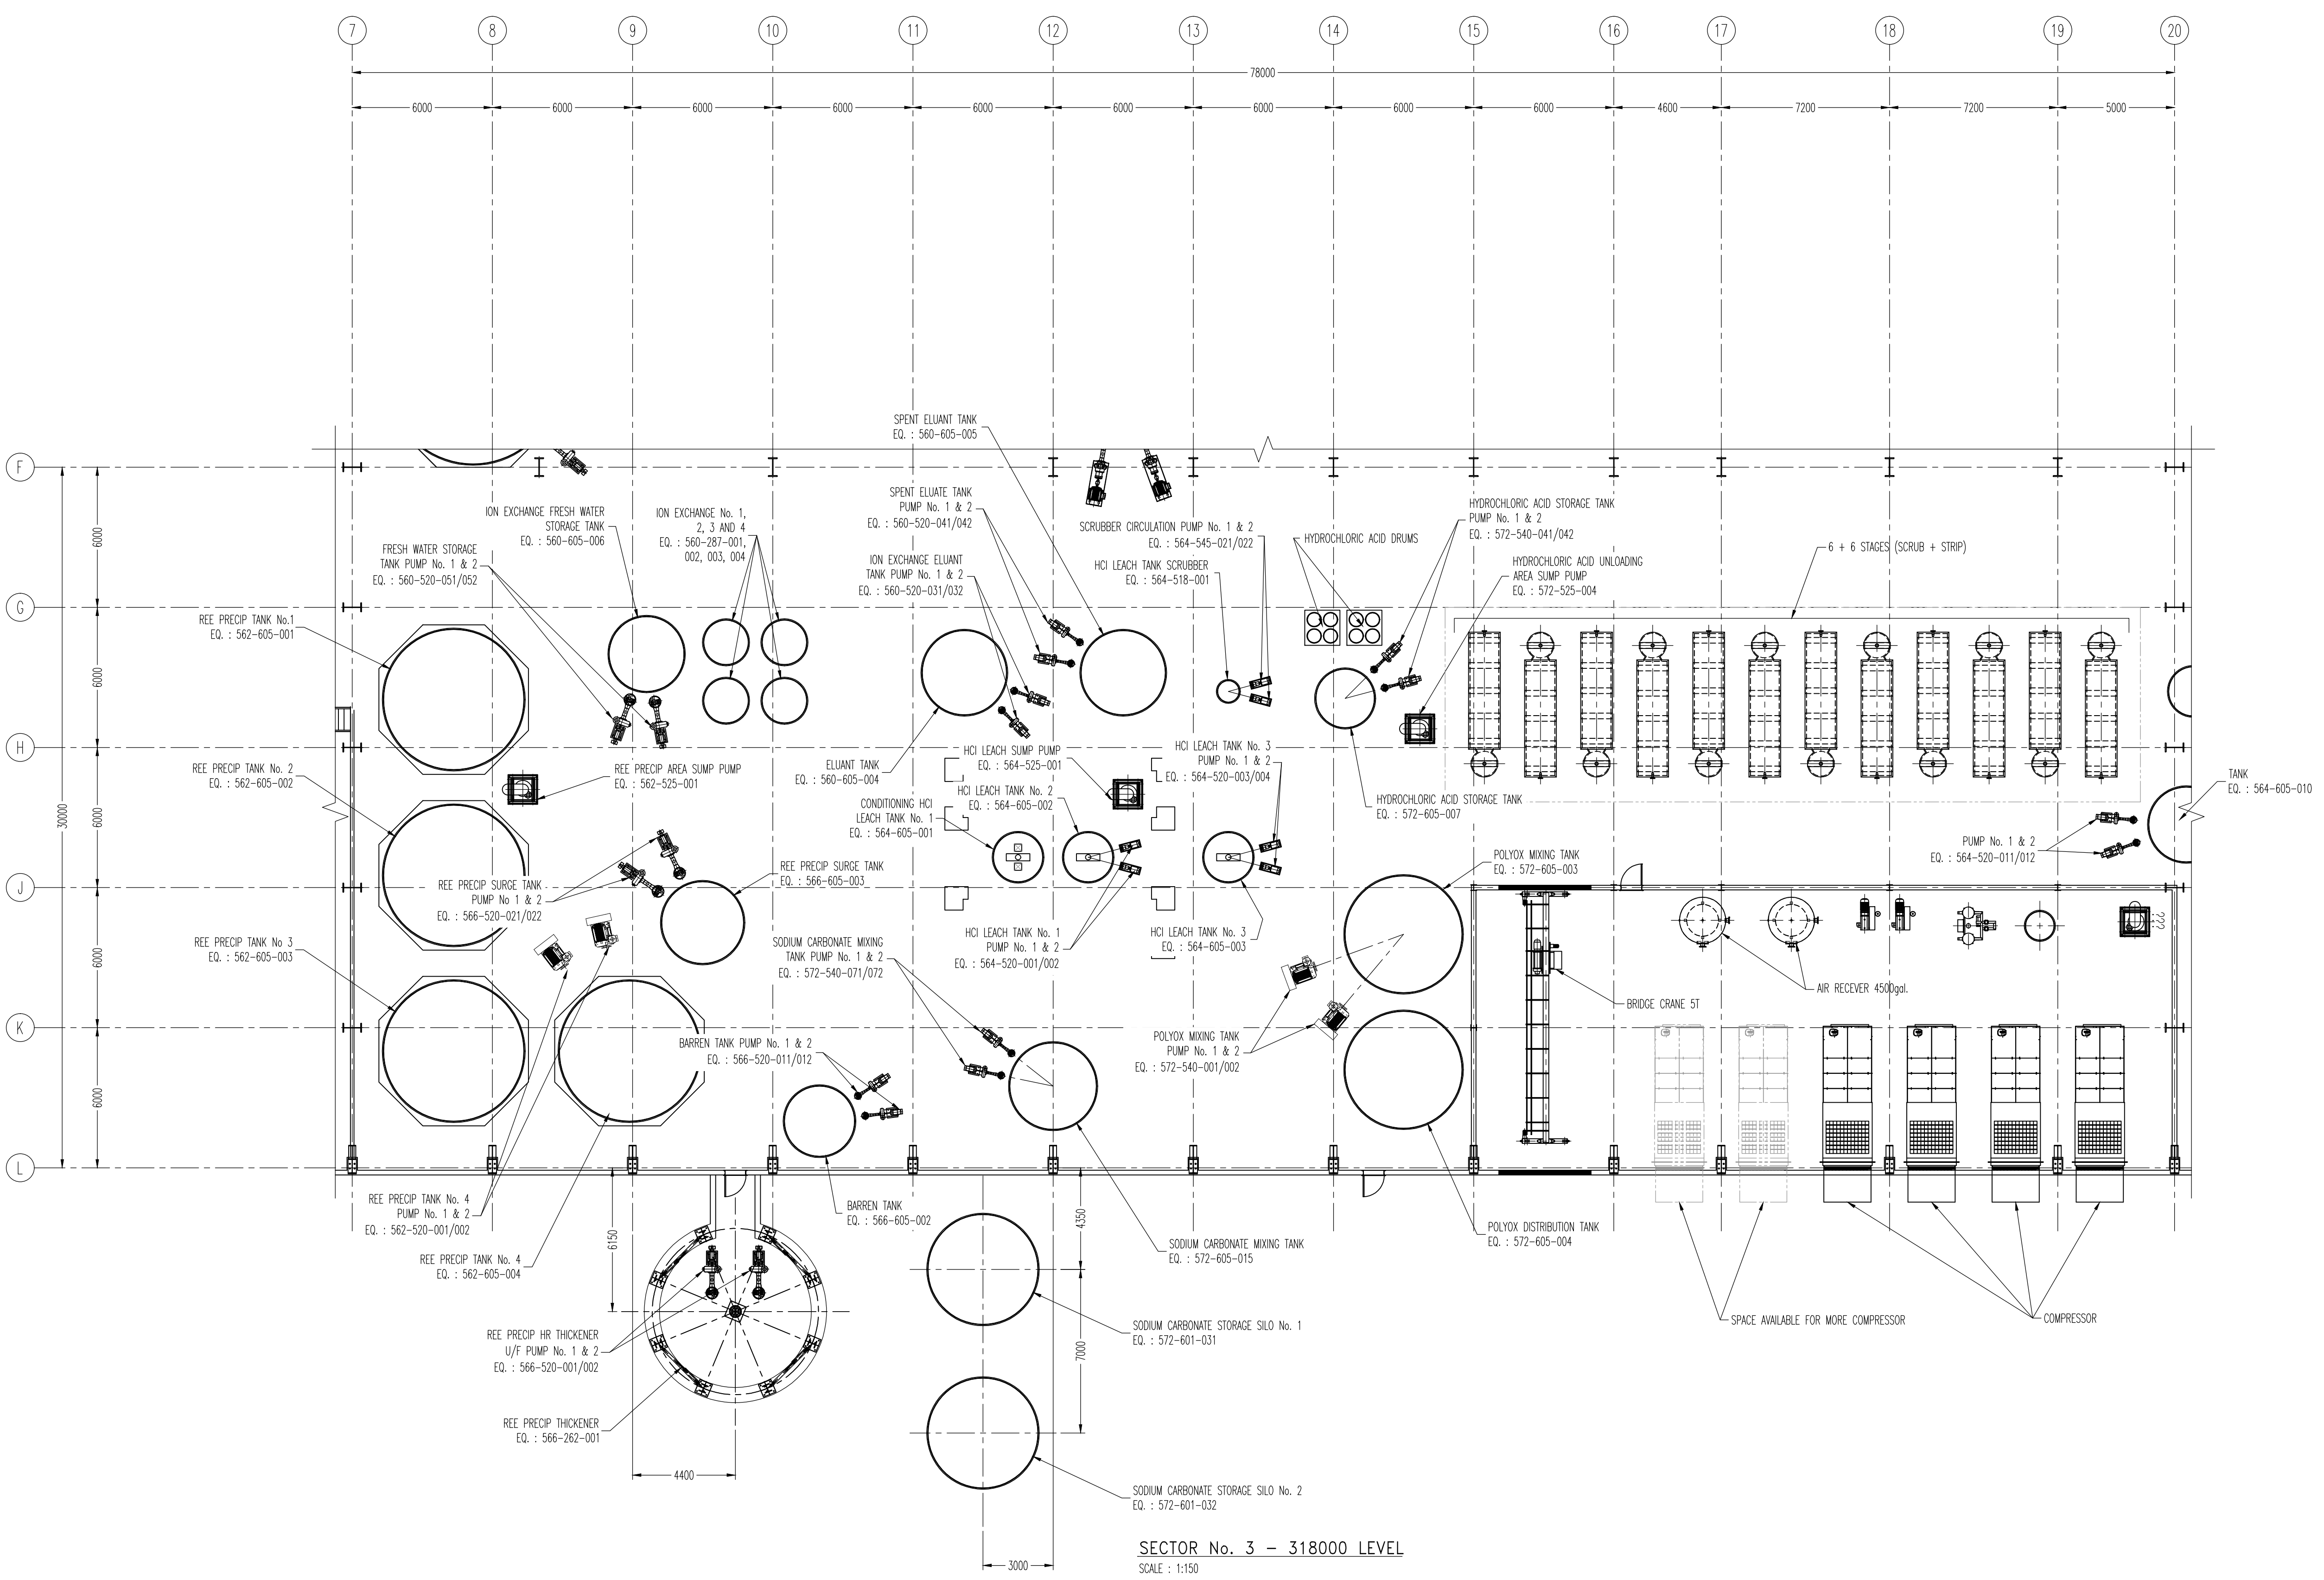 7
8
9
10
11
12
13
14
15
16
17
18
19
20
78000
6000
6000
6000
6000
6000
6000
6000
6000
6000
4600
7200
7200
5000
F
G
H
J
K
L
30000
6000
6000
6000
6000
6000
SPENT ELUANT TANK
EQ. : 560-605-005
SPENT ELUATE TANK
PUMP No. 1 & 2
EQ. : 560-520-041/042
ION EXCHANGE FRESH WATER
STORAGE TANK
EQ. : 560-605-006
ION EXCHANGE No. 1,
2, 3 AND 4
EQ. : 560-287-001,
002, 003, 004
FRESH WATER STORAGE
TANK PUMP No. 1 & 2
EQ. : 560-520-051/052
ION EXCHANGE ELUANT
TANK PUMP No. 1 & 2
EQ. : 560-520-031/032
SCRUBBER CIRCULATION PUMP No. 1 & 2
EQ. : 564-545-021/022
HCl LEACH TANK SCRUBBER
EQ. : 564-518-001
HYDROCHLORIC ACID DRUMS
HYDROCHLORIC ACID STORAGE TANK
PUMP No. 1 & 2
EQ. : 572-540-041/042
HYDROCHLORIC ACID UNLOADING
AREA SUMP PUMP
EQ. : 572-525-004
6 + 6 STAGES (SCRUB + STRIP)
REE PRECIP TANK No.1
EQ. : 562-605-001
REE PRECIP TANK No. 2
EQ. : 562-605-002
REE PRECIP AREA SUMP PUMP
EQ. : 562-525-001
ELUANT TANK
EQ. : 560-605-004
HCl LEACH SUMP PUMP
EQ. : 564-525-001
HCl LEACH TANK No. 3
PUMP No. 1 & 2
EQ. : 564-520-003/004
HCl LEACH TANK No. 2
EQ. : 564-605-002
CONDITIONING HCl
LEACH TANK No. 1
EQ. : 564-605-001
HYDROCHLORIC ACID STORAGE TANK
EQ. : 572-605-007
TANK
EQ. : 564-605-010
PUMP No. 1 & 2
EQ. : 564-520-011/012
POLYOX MIXING TANK
EQ. : 572-605-003
REE PRECIP SURGE TANK
EQ. : 566-605-003
REE PRECIP SURGE TANK
PUMP No 1 & 2
EQ. : 566-520-021/022
REE PRECIP TANK No 3
EQ. : 562-605-003
SODIUM CARBONATE MIXING
TANK PUMP No. 1 & 2
EQ. : 572-540-071/072
HCl LEACH TANK No. 1
PUMP No. 1 & 2
EQ. : 564-520-001/002
HCl LEACH TANK No. 3
EQ. : 564-605-003
AIR RECEVER 4500gal.
BRIDGE CRANE 5T
BARREN TANK PUMP No. 1 & 2
EQ. : 566-520-011/012
POLYOX MIXING TANK
PUMP No. 1 & 2
EQ. : 572-540-001/002
REE PRECIP TANK No. 4
PUMP No. 1 & 2
EQ. : 562-520-001/002
REE PRECIP TANK No. 4
EQ. : 562-605-004
6150
BARREN TANK
EQ. : 566-605-002
4350
SODIUM CARBONATE MIXING TANK
EQ. : 572-605-015
POLYOX DISTRIBUTION TANK
EQ. : 572-605-004
SPACE AVAILABLE FOR MORE COMPRESSOR
COMPRESSOR
REE PRECIP HR THICKENER
U/F PUMP No. 1 & 2
EQ. : 566-520-001/002
7000
SODIUM CARBONATE STORAGE SILO No. 1
EQ. : 572-601-031
REE PRECIP THICKENER
EQ. : 566-262-001
4400
SODIUM CARBONATE STORAGE SILO No. 2
EQ. : 572-601-032
3000
SECTOR No. 3 - 318000 LEVEL
SCALE : 1:150